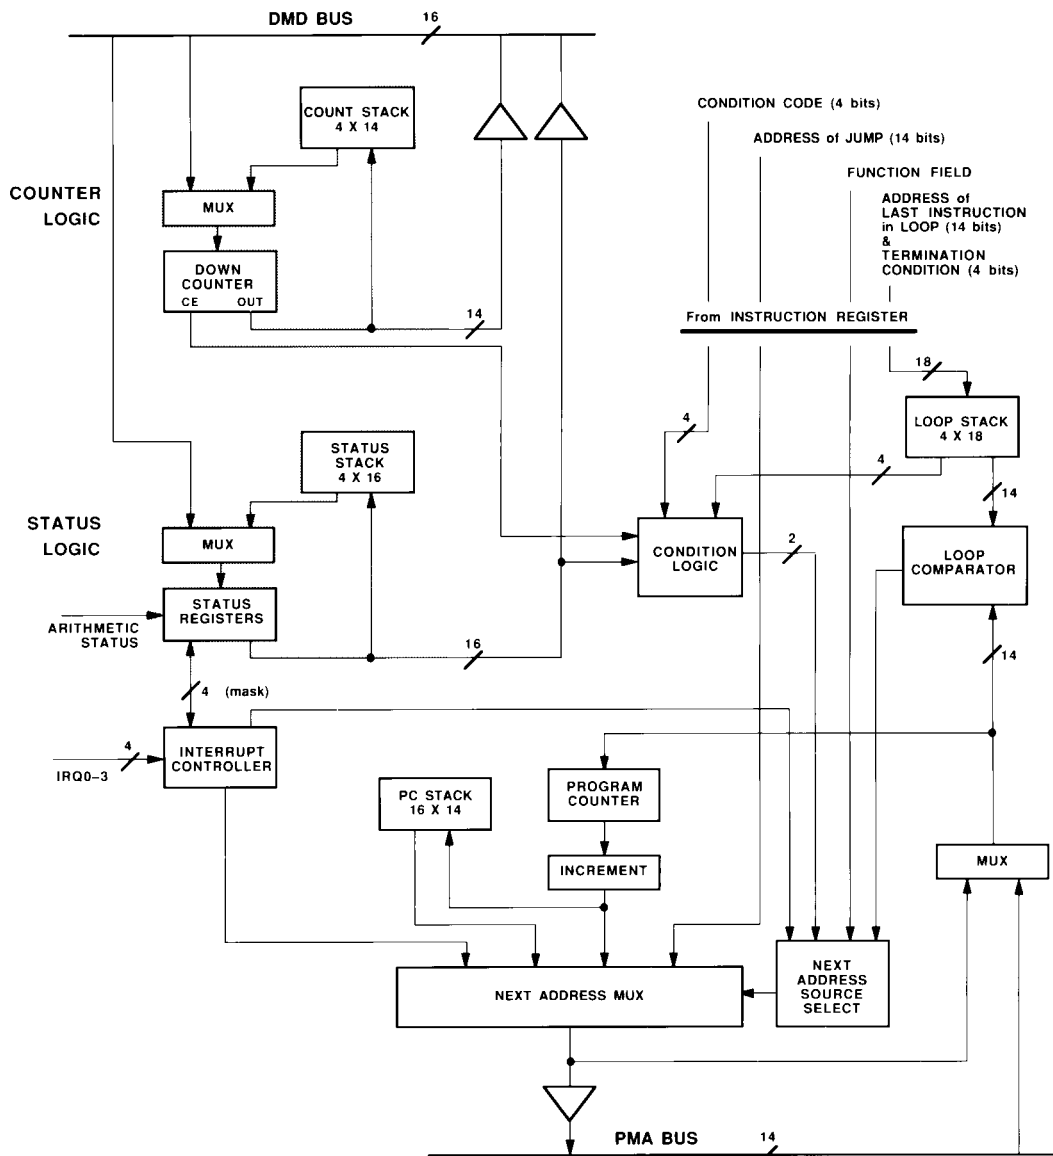 DMD BUS
16
COUNT STACK
4 X 14
CONDITION CODE (4 bits)
ADDRESS of JUMP (14 bits)
FUNCTION FIELD
ADDRESS of
LAST INSTRUCTION
in LOOP (14 bits)
&
TERMINATION
CONDITION (4 bits)
COUNTER
LOGIC
MUX
DOWN
COUNTER
CE OUT
14
From INSTRUCTION REGISTER
18
LOOP STACK
4 X 18
4
4
14
STATUS
STACK
4 X 16
STATUS
LOGIC
MUX
CONDITION
LOGIC
2
LOOP
COMPARATOR
STATUS
REGISTERS
ARITHMETIC
STATUS
16
14
4 (mask)
INTERRUPT
CONTROLLER
4
IRQ0-3
PC STACK
16 X 14
PROGRAM
COUNTER
INCREMENT
MUX
NEXT ADDRESS MUX
NEXT
ADDRESS
SOURCE
SELECT
PMA BUS
14